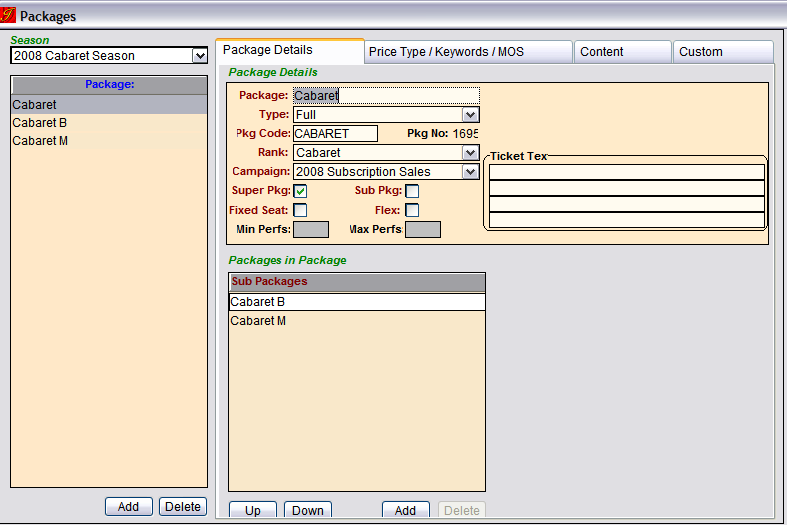 Packages
Season
2008 Cabaret Season
Package:
Cabaret
Cabaret B
Cabaret M
Add Delete
Package Details Price Type / Keywords / MOS Content Custom
Package Details
Package: Cabaret
Type: Full
Pkg Code: CABARET Pkg No: 1695
Rank: Cabaret
Campaign: 2008 Subscription Sales
Super Pkg: Sub Pkg:
Fixed Seat: Flex:
Min Perfs: Max Perfs:
Ticket Tex
Packages in Package
Sub Packages
Cabaret B
Cabaret M
Up Down Add Delete